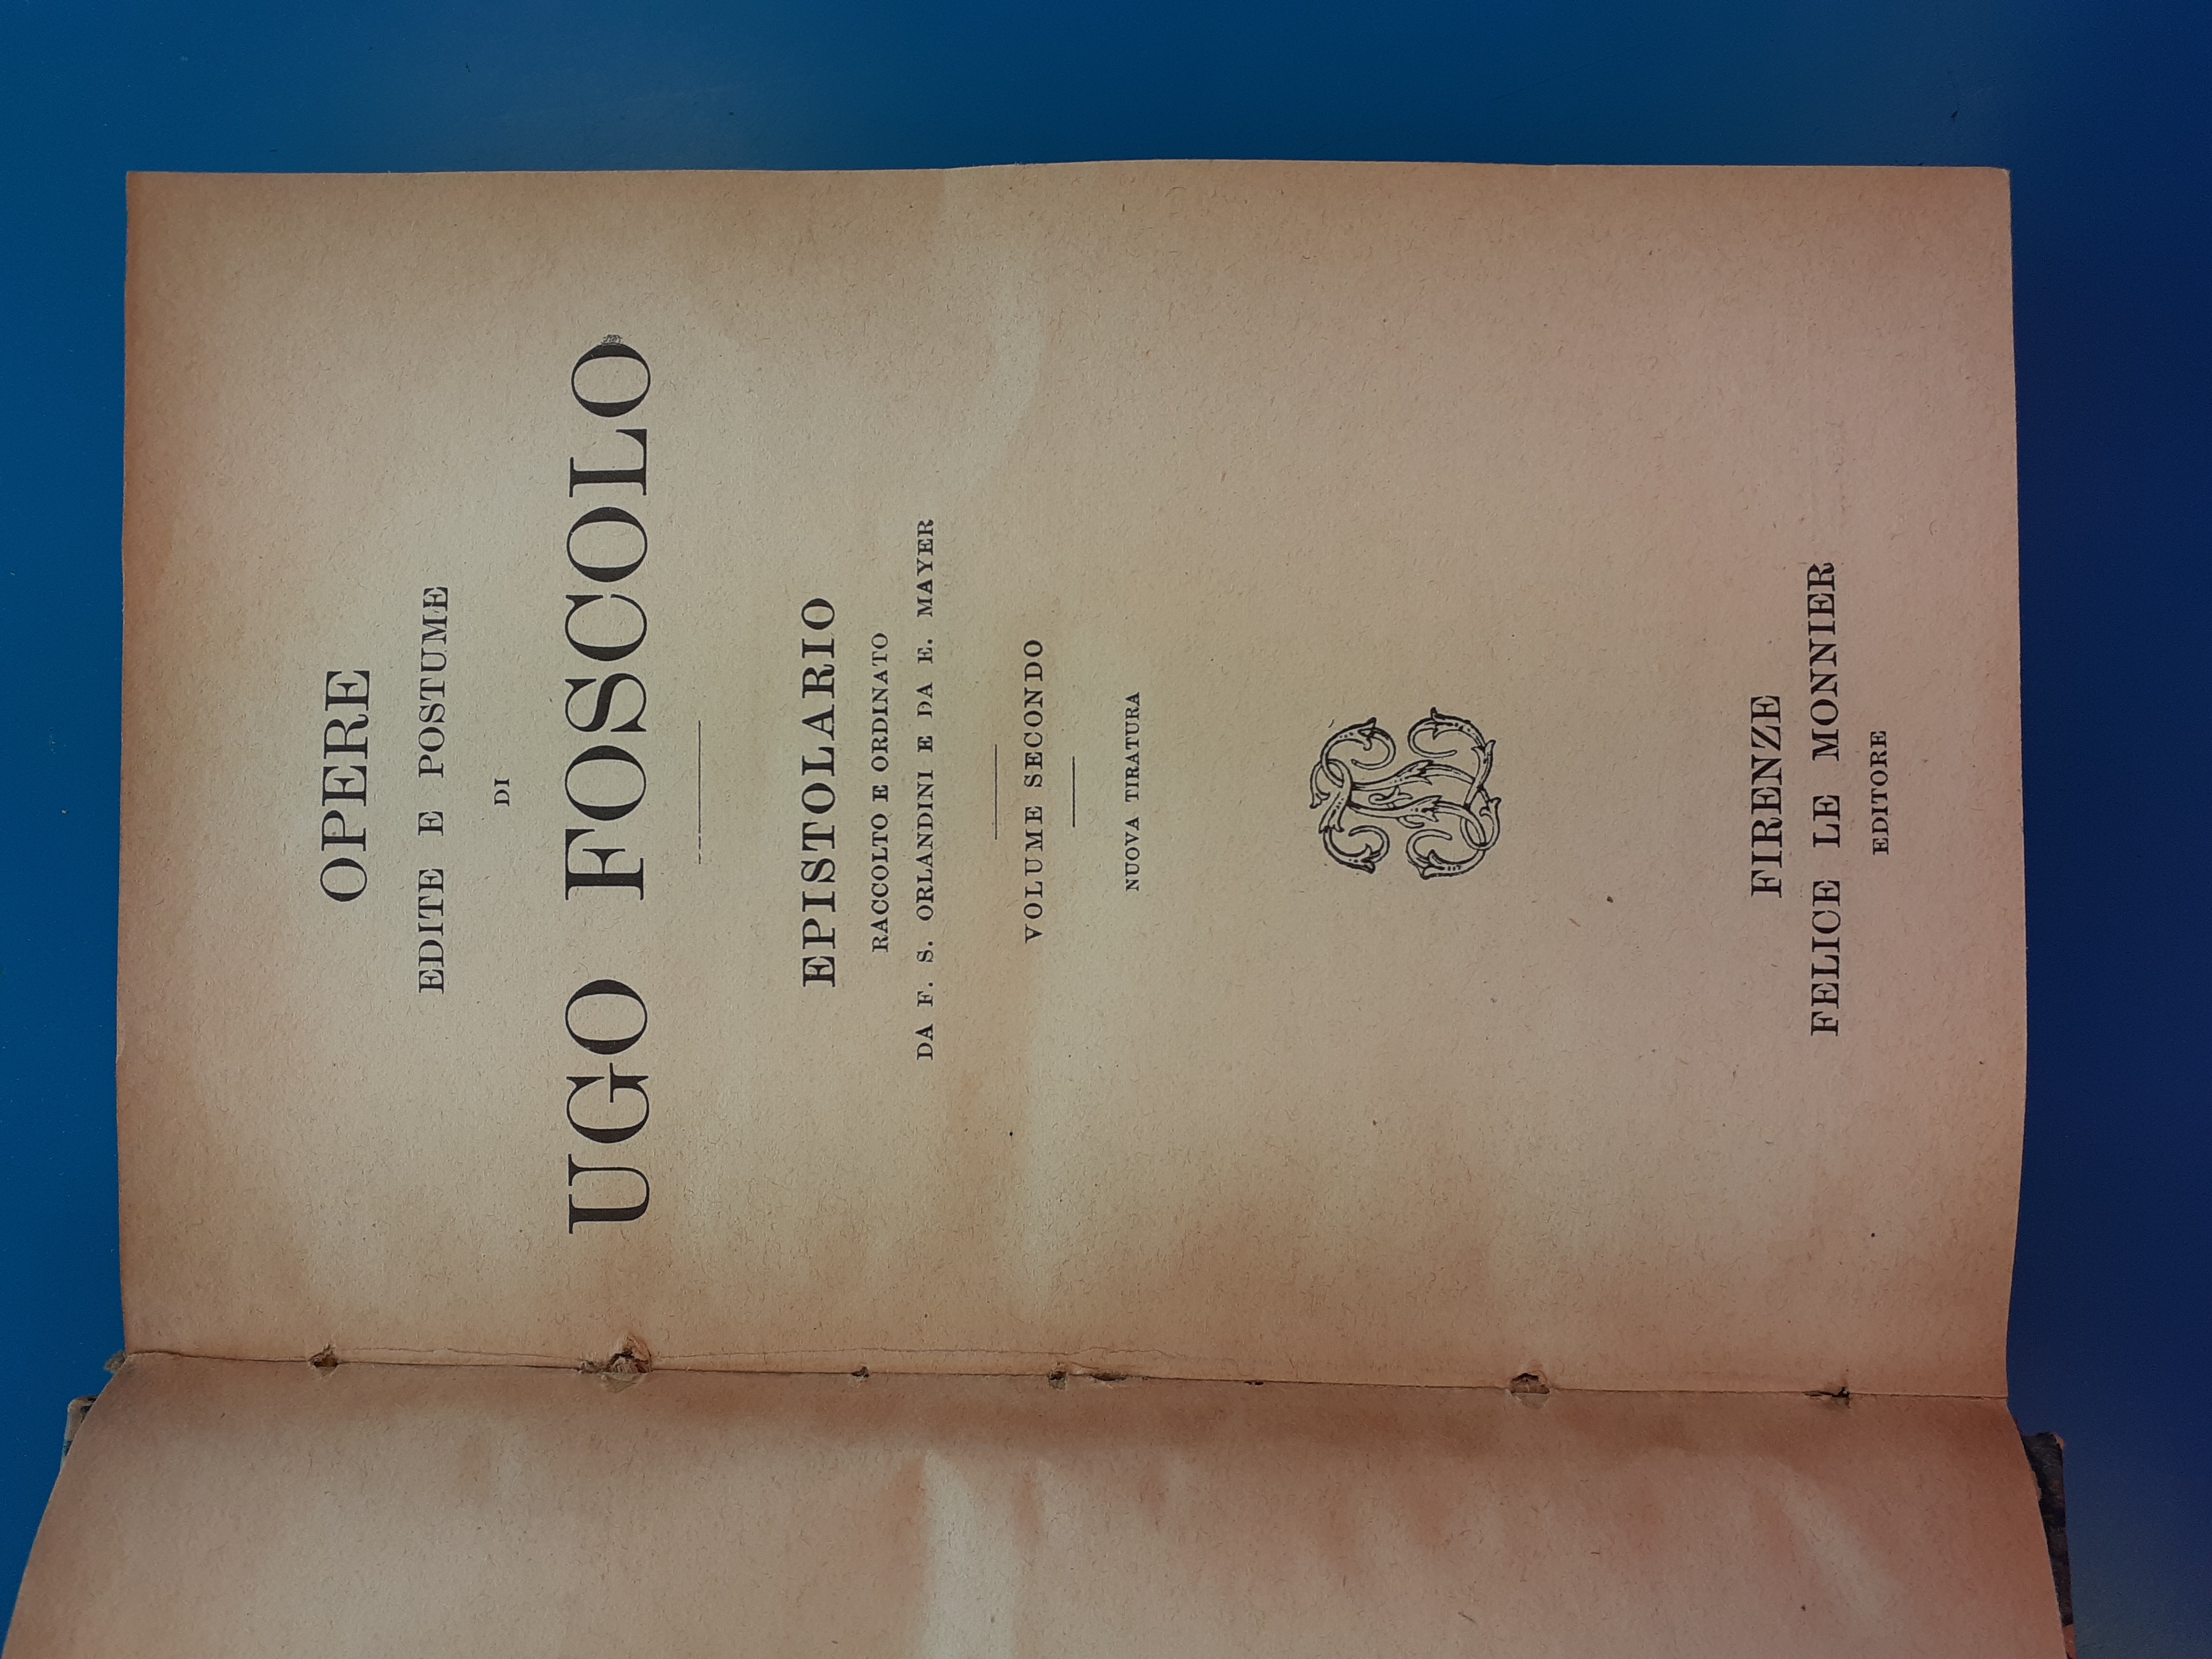 OPERE
EDITE E POSTUME
DI
UGO FOSCOLO
EPISTOLARIO
RACCOLTO E ORDINATO
DA F. S. ORLANDINI E DA E. MAYER
VOLUME SECONDO
NUOVA TIRATURA
FIRENZE
FELICE LE MONNIER
EDITORE